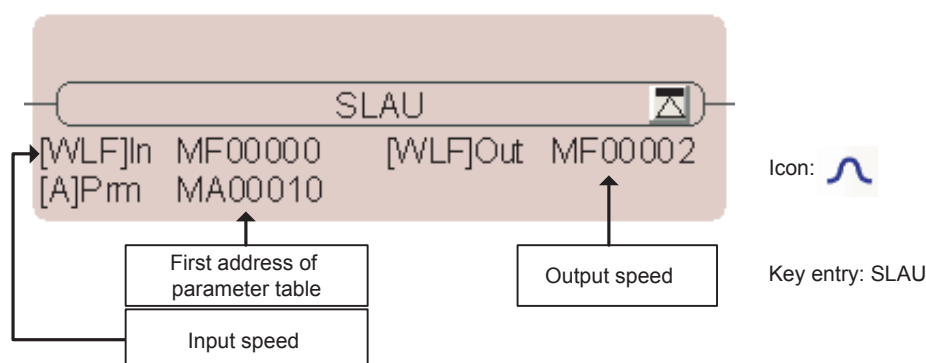 SLAU
[WLF]In MF00000 [WLF]Out MF00002
[A]Prm MA00010
Icon:
First address of
parameter table
Output speed
Key entry: SLAU
Input speed